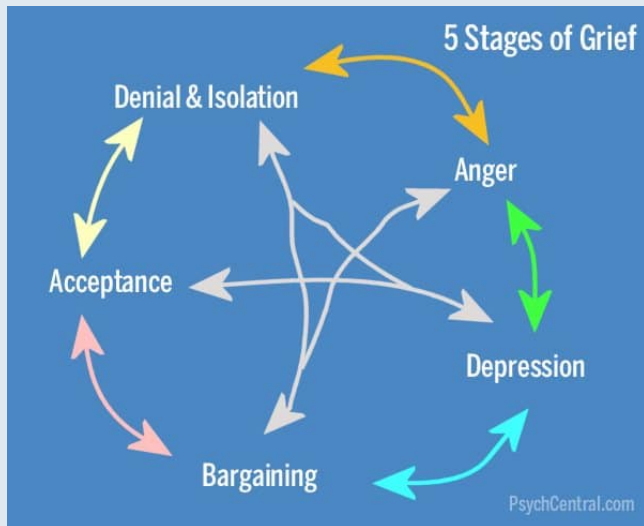 5 Stages of Grief
Denial & Isolation
Anger
Acceptance
Depression
Bargaining
PsychCentral.com